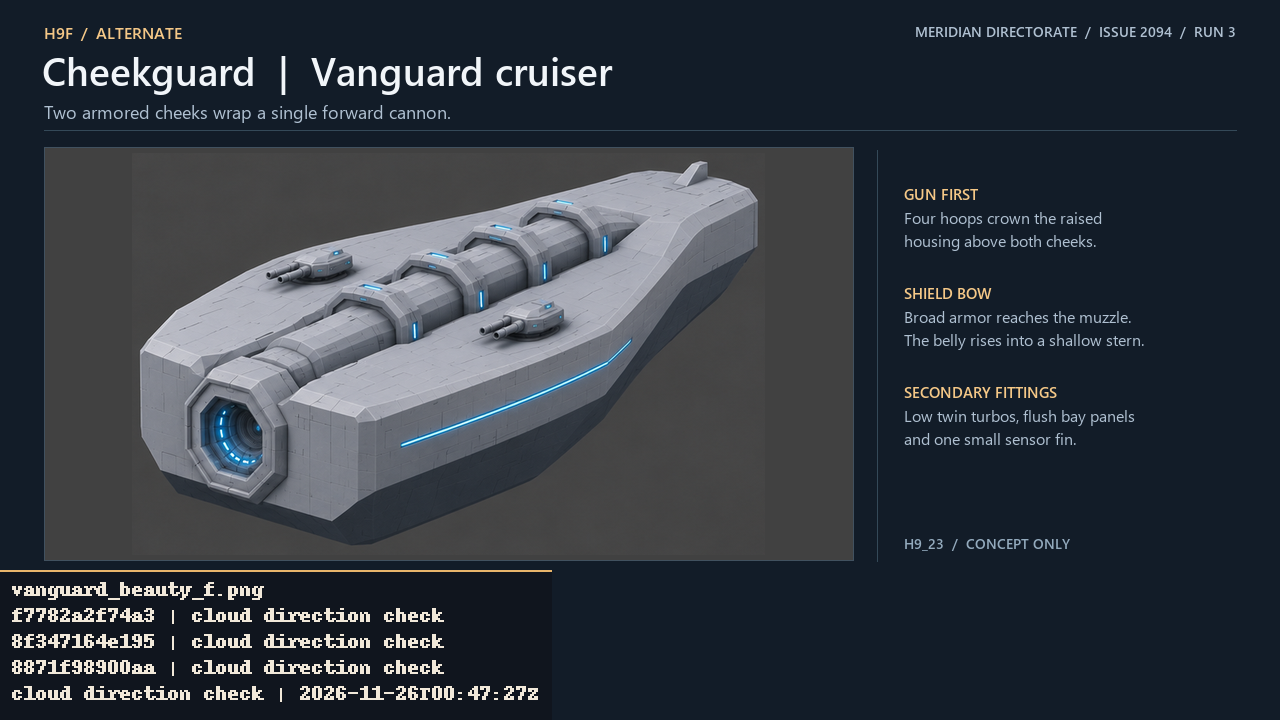 H9F / ALTERNATE
MERIDIAN DIRECTORATE / ISSUE 2094 / RUN 3
Cheekguard | Vanguard cruiser
Two armored cheeks wrap a single forward cannon.
GUN FIRST
Four hoops crown the raised
housing above both cheeks.
SHIELD BOW
Broad armor reaches the muzzle.
The belly rises into a shallow stern.
SECONDARY FITTINGS
Low twin turbos, flush bay panels
and one small sensor fin.
H9_23 / CONCEPT ONLY
vanguard_beauty_f.png
f7782a2f74a3 | cloud direction check
8f347164e195 | cloud direction check
8871f98900aa | cloud direction check
cloud direction check | 2026-11-26T00:47:27Z